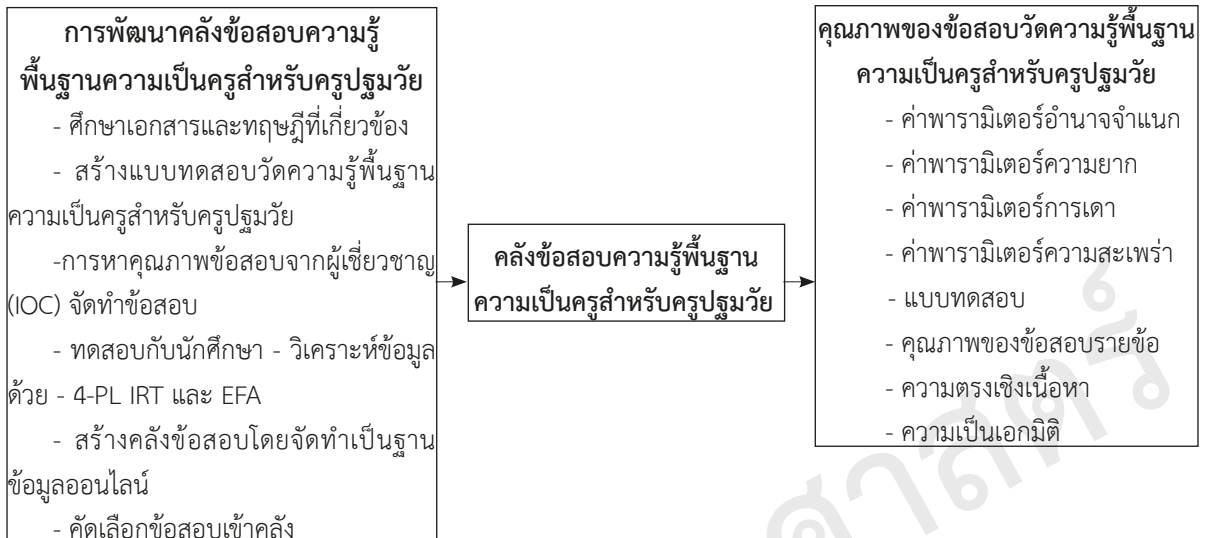 การพัฒนาคลังข้อสอบความรู้
พื้นฐานความเป็นครูสำหรับครูปฐมวัย
- ศึกษาเอกสารและทฤษฎีที่เกี่ยวข้อง
- สร้างแบบทดสอบวัดความรู้พื้นฐาน
ความเป็นครูสำหรับครูปฐมวัย
-การหาคุณภาพข้อสอบจากผู้เชี่ยวชาญ
(IOC) จัดทำข้อสอบ
- ทดสอบกับนักศึกษา - วิเคราะห์ข้อมูล
ด้วย - 4-PL IRT และ EFA
- สร้างคลังข้อสอบโดยจัดทำเป็นฐาน
ข้อมูลออนไลน์
- คัดเลือกข้อสอบเข้าคลัง
คลังข้อสอบความรู้พื้นฐาน
ความเป็นครูสำหรับครูปฐมวัย
คุณภาพของข้อสอบวัดความรู้พื้นฐาน
ความเป็นครูสำหรับครูปฐมวัย
- ค่าพารามิเตอร์อำนาจจำแนก
- ค่าพารามิเตอร์ความยาก
- ค่าพารามิเตอร์การเดา
- ค่าพารามิเตอร์ความสะเพร่า
- แบบทดสอบ
- คุณภาพของข้อสอบรายข้อ
- ความตรงเชิงเนื้อหา
- ความเป็นเอกมิติ
ศาสตร์